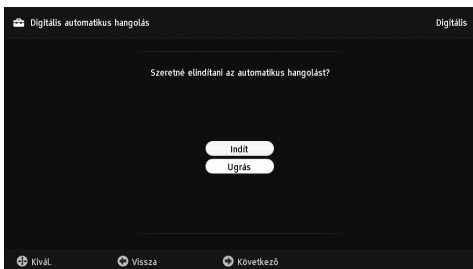 Digitális automatikus hangolás Digitális
Szeretné elindítani az automatikus hangolást?
Indít
Ugrás
Kivál. Vissza Következő